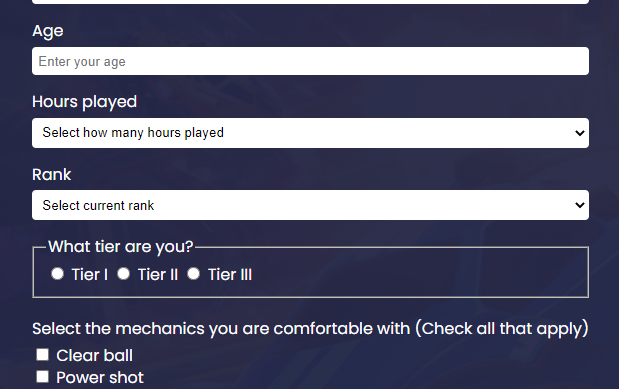 Age
Enter your age
Hours played
Select how many hours played
Rank
Select current rank
What tier are you?
Tier I Tier II Tier III
Select the mechanics you are comfortable with (Check all that apply)
Clear ball
Power shot